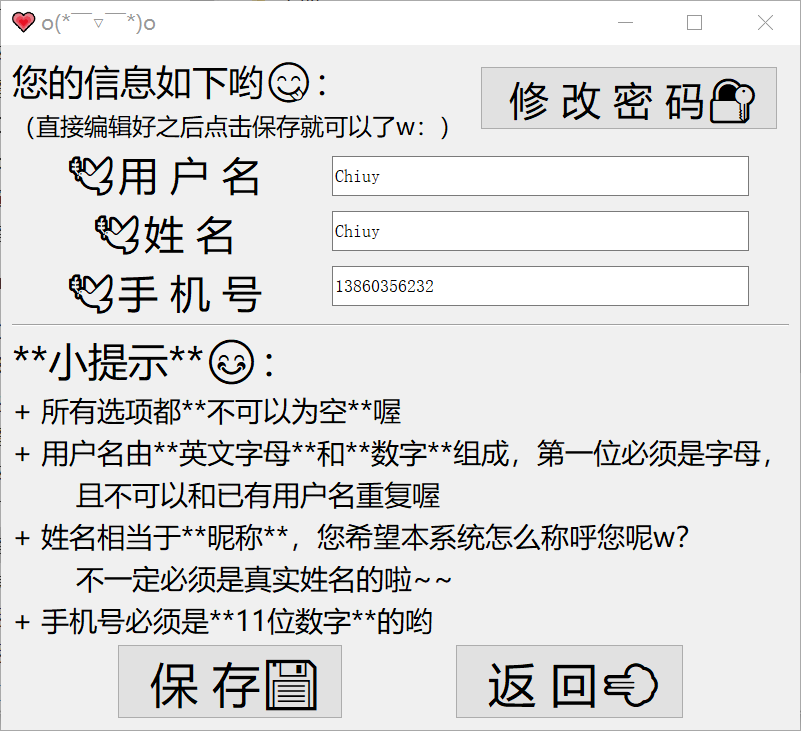 o(*￣▽￣*)o
您的信息如下哟😋：
修 改 密 码🔐
（直接编辑好之后点击保存就可以了w：）
🕊用 户 名
Chiuy
🕊姓 名
Chiuy
🕊手 机 号
13860356232
**小提示**😊：
+ 所有选项都**不可以为空**喔
+ 用户名由**英文字母**和**数字**组成，第一位必须是字母，
且不可以和已有用户名重复喔
+ 姓名相当于**昵称**，您希望本系统怎么称呼您呢w？
不一定必须是真实姓名的啦~~
+ 手机号必须是**11位数字**的哟
保 存💾
返 回👈